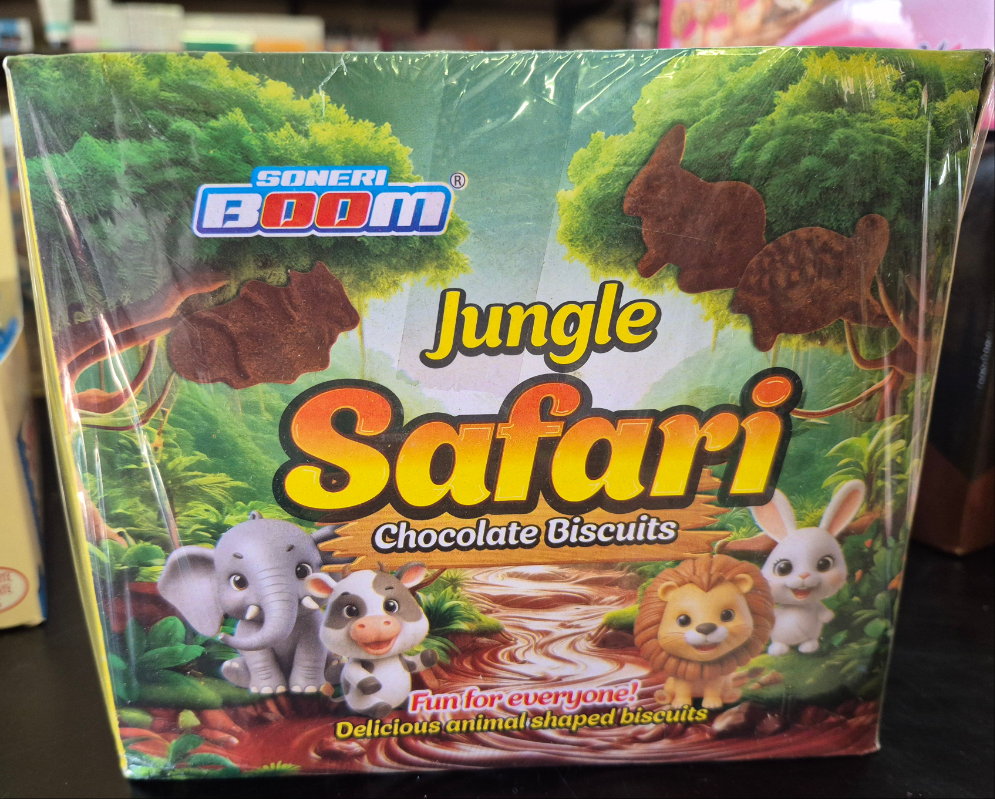 SONERI
BOOM®
Jungle
Safari
Chocolate Biscuits
Fun for everyone!
Delicious animal shaped biscuits